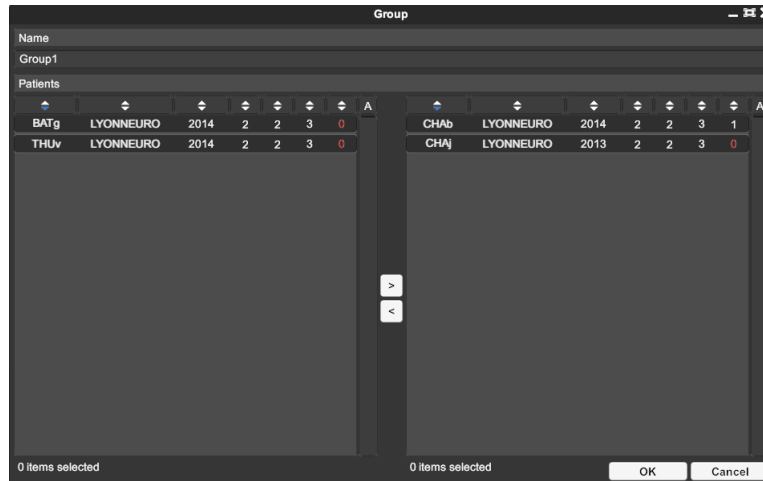 Group
Name
Group1
Patients
A A
BATg LYONNEURO 2014 2 2 3 0 CHAb LYONNEURO 2014 2 2 3 1
THUv LYONNEURO 2014 2 2 3 0 CHAj LYONNEURO 2013 2 2 3 0
>
<
0 items selected 0 items selected OK Cancel